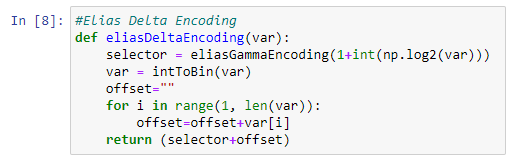 In [8]: #Elias Delta Encoding
def eliasDeltaEncoding(var):
    selector = eliasGammaEncoding(1+int(np.log2(var)))
    var = intToBin(var)
    offset=""
    for i in range(1, len(var)):
        offset=offset+var[i]
    return (selector+offset)